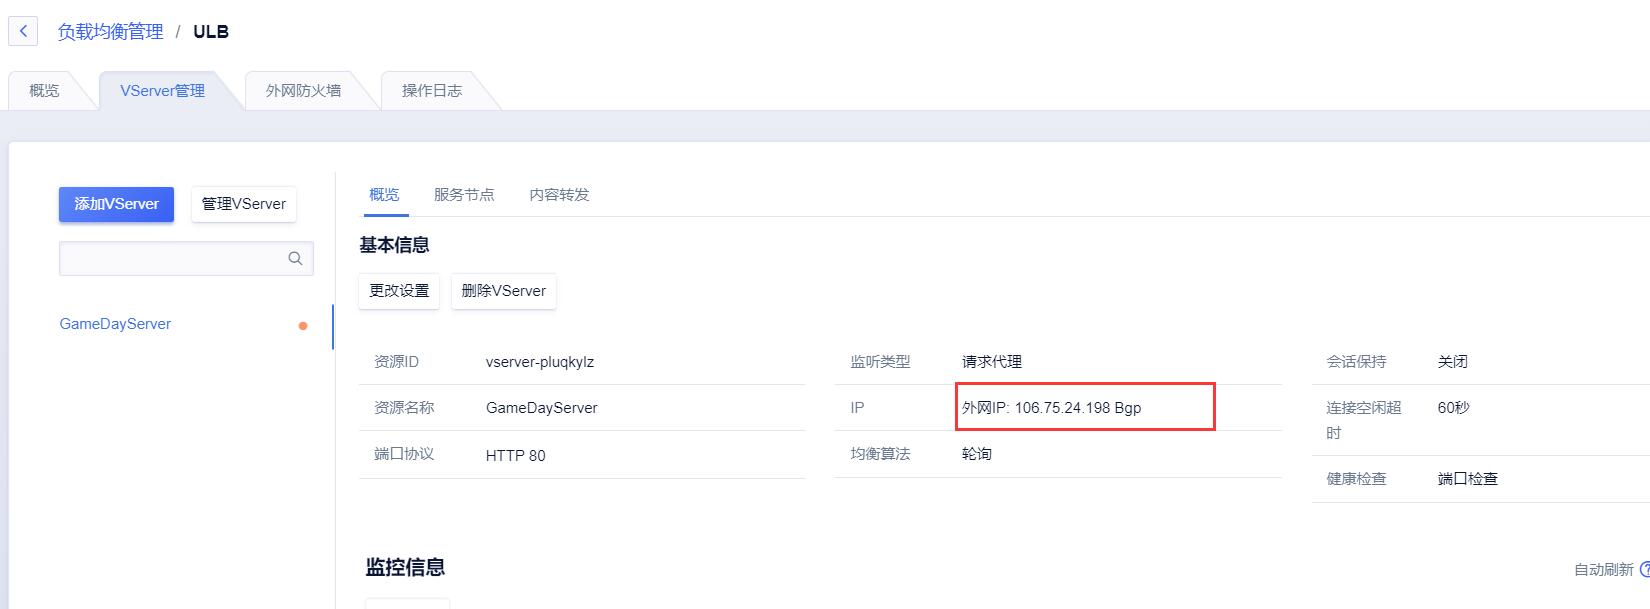 负载均衡管理 / ULB
概览 VServer管理 外网防火墙 操作日志
添加VServer 管理VServer
GameDayServer
概览 服务节点 内容转发
基本信息
更改设置 删除VServer
资源ID vserver-pluqkylz 监听类型 请求代理 会话保持 关闭
资源名称 GameDayServer IP 外网IP: 106.75.24.198 Bgp 连接空闲超时 60秒
端口协议 HTTP 80 均衡算法 轮询 健康检查 端口检查
监控信息
自动刷新